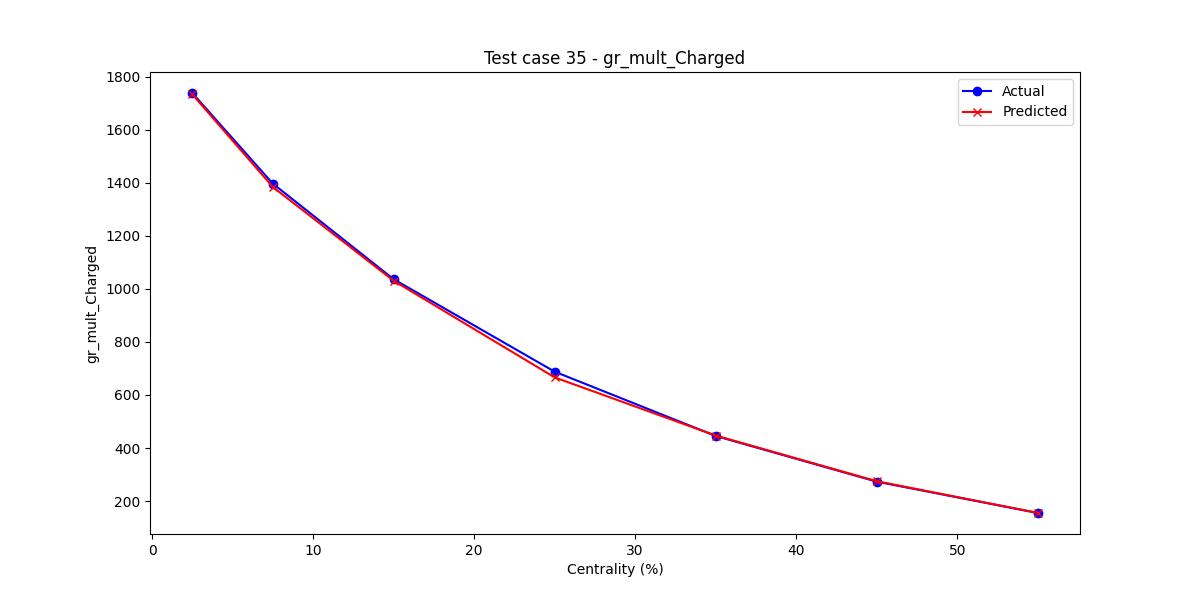 Test case 35 - gr_mult_Charged
Actual
Predicted
1800
1600
1400
1200
1000
800
600
400
200
gr_mult_Charged
0 10 20 30 40 50
Centrality (%)